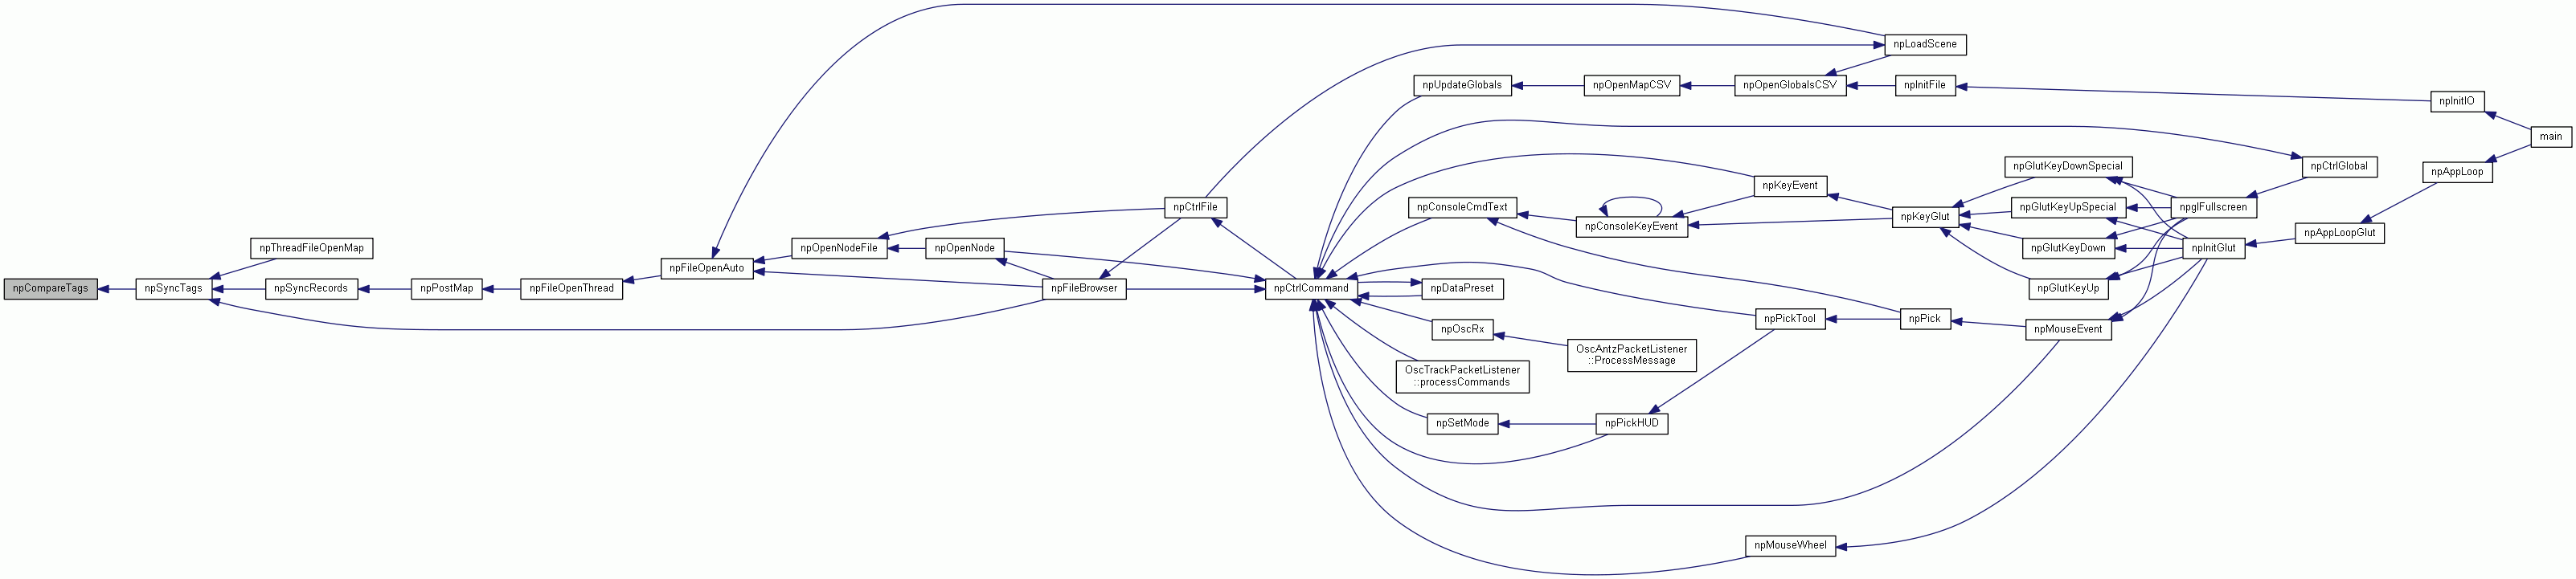 npLoadScene
npUpdateGlobals
npOpenMapCSV
npOpenGlobalsCSV
npInitFile
npInitIO
main
npGlutKeyDownSpecial
npCtrlGlobal
npAppLoop
npKeyEvent
npCtrlFile
npConsoleCmdText
npGlutKeyUpSpecial
npglFullscreen
npKeyGlut
npConsoleKeyEvent
npAppLoopGlut
npThreadFileOpenMap
npOpenNodeFile
npOpenNode
npGlutKeyDown
npInitGlut
npFileOpenAuto
npCompareTags
npSyncTags
npSyncRecords
npPostMap
npFileOpenThread
npFileBrowser
npCtrlCommand
npDataPreset
npGlutKeyUp
npPickTool
npPick
npOscRx
npMouseEvent
OscAntzPacketListener
::ProcessMessage
OscTrackPacketListener
::processCommands
npSetMode
npPickHUD
npMouseWheel